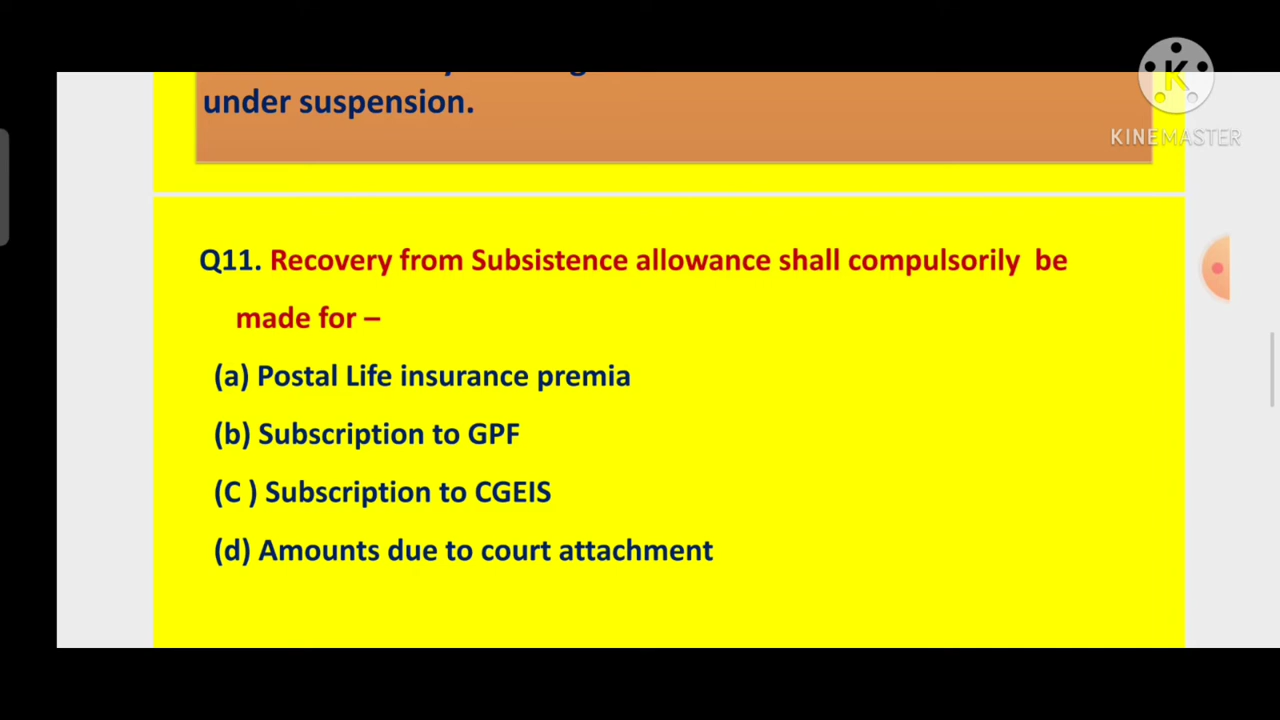 under suspension.
K
KINEMASTER
Q11. Recovery from Subsistence allowance shall compulsorily be
made for –
(a) Postal Life insurance premia
(b) Subscription to GPF
(C ) Subscription to CGEIS
(d) Amounts due to court attachment